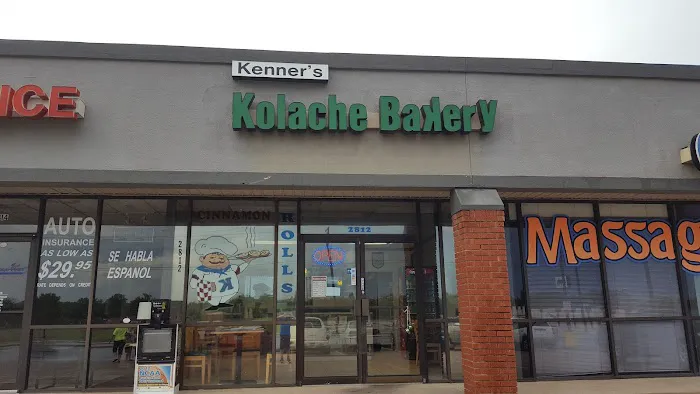 Kenner's
ICE
Kolache Bakery
14
AUTO
INSURANCE
AS LOW AS
$29.95
SE HABLA
ESPANOL
2812
CINNAMON
ROLLS
K
2812
OPEN
Massag